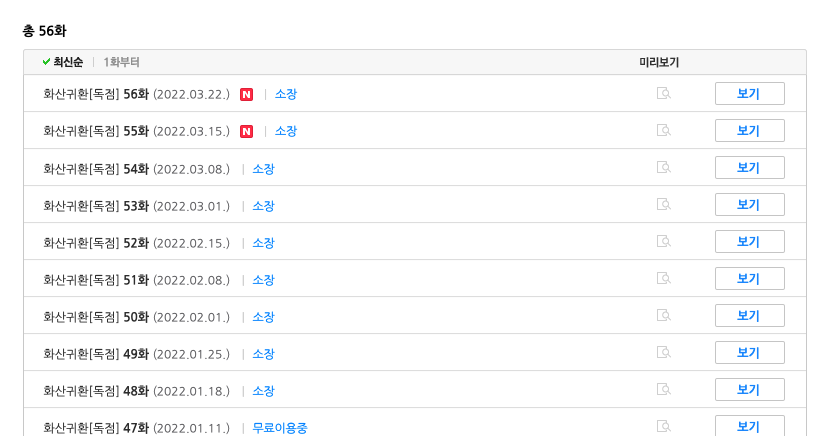 총 56화
최신순 | 1화부터 미리보기
화산귀환[독점] 56화 (2022.03.22.) N | 소장 보기
화산귀환[독점] 55화 (2022.03.15.) N | 소장 보기
화산귀환[독점] 54화 (2022.03.08.) | 소장 보기
화산귀환[독점] 53화 (2022.03.01.) | 소장 보기
화산귀환[독점] 52화 (2022.02.15.) | 소장 보기
화산귀환[독점] 51화 (2022.02.08.) | 소장 보기
화산귀환[독점] 50화 (2022.02.01.) | 소장 보기
화산귀환[독점] 49화 (2022.01.25.) | 소장 보기
화산귀환[독점] 48화 (2022.01.18.) | 소장 보기
화산귀환[독점] 47화 (2022.01.11.) | 무료이용중 보기